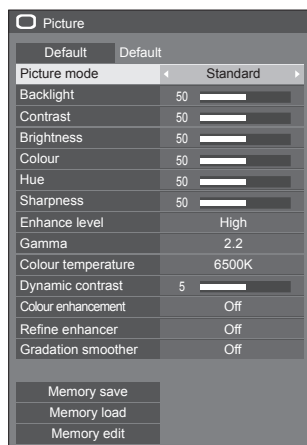 Picture
Default Default
Picture mode Standard
Backlight 50
Contrast 50
Brightness 50
Colour 50
Hue 50
Sharpness 50
Enhance level High
Gamma 2.2
Colour temperature 6500K
Dynamic contrast 5
Colour enhancement Off
Refine enhancer Off
Gradation smoother Off
Memory save
Memory load
Memory edit